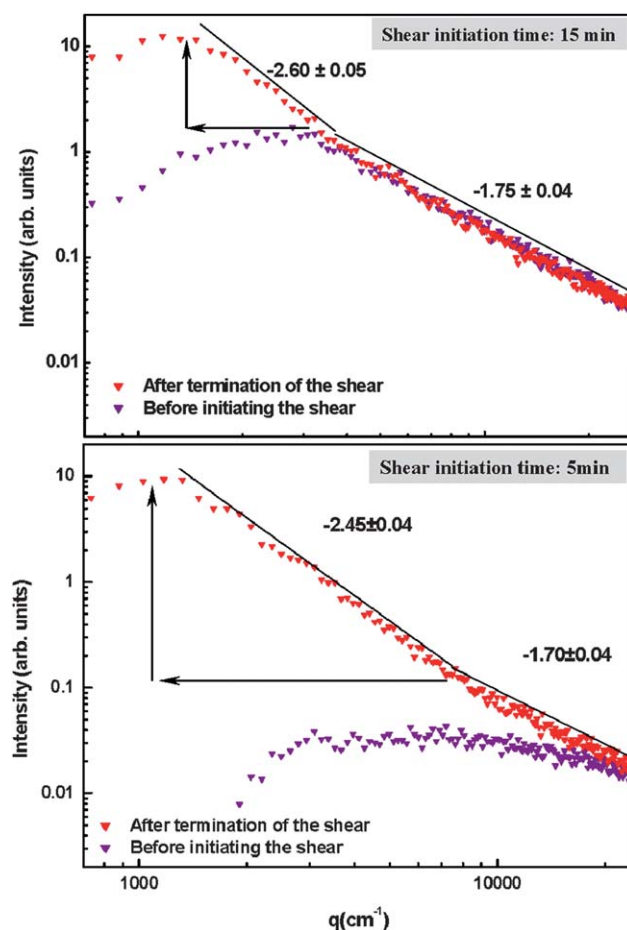 Shear initiation time: 15 min
10
-2.60 ± 0.05
1
-1.75 ± 0.04
0.1
0.01
Intensity (arb. units)
After termination of the shear
Before initiating the shear
Shear initiation time: 5min
10
-2.45±0.04
1
-1.70±0.04
0.1
0.01
Intensity (arb. units)
After termination of the shear
Before initiating the shear
1000 10000
q(cm⁻¹)